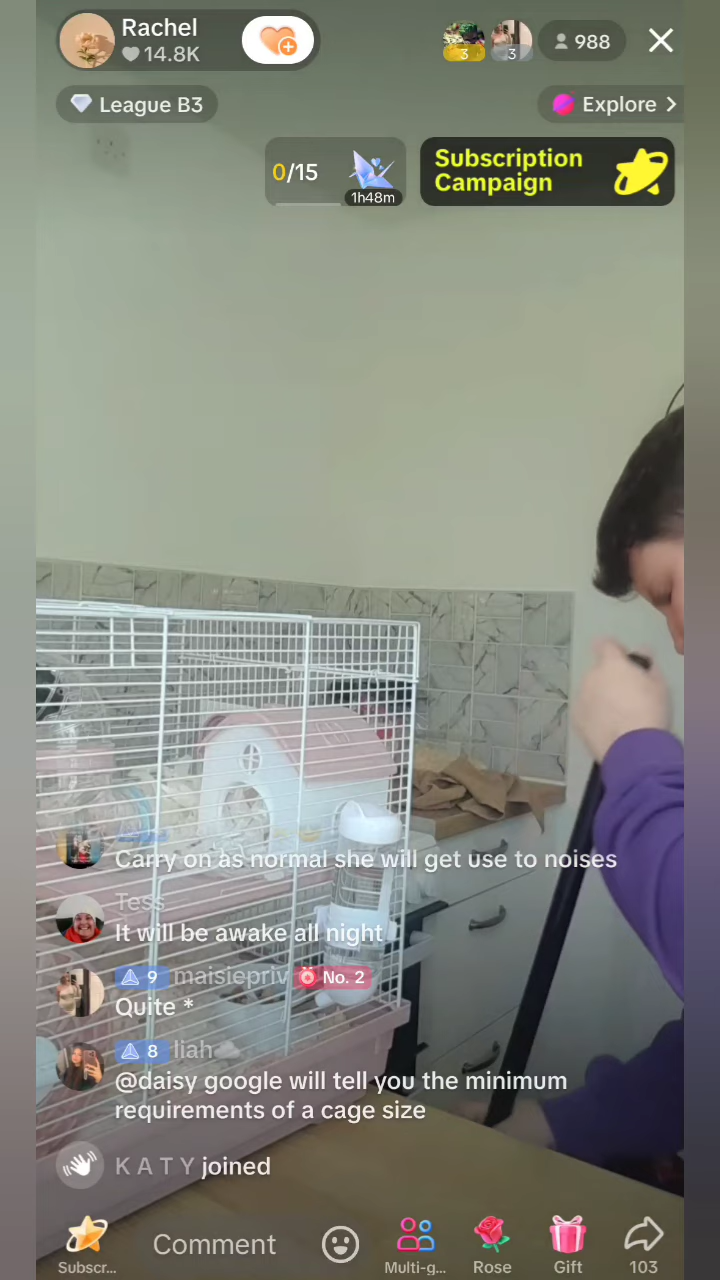 Rachel
14.8K
3
3
988
League B3
Explore >
0/15
1h48m
Subscription
Campaign
Carry on as normal she will get use to noises
Tess
It will be awake all night
9 maisiepriv No. 2
Quite *
8 liah
@daisy google will tell you the minimum
requirements of a cage size
K A T Y joined
Subscr...
Comment
Multi-g...
Rose
Gift
103